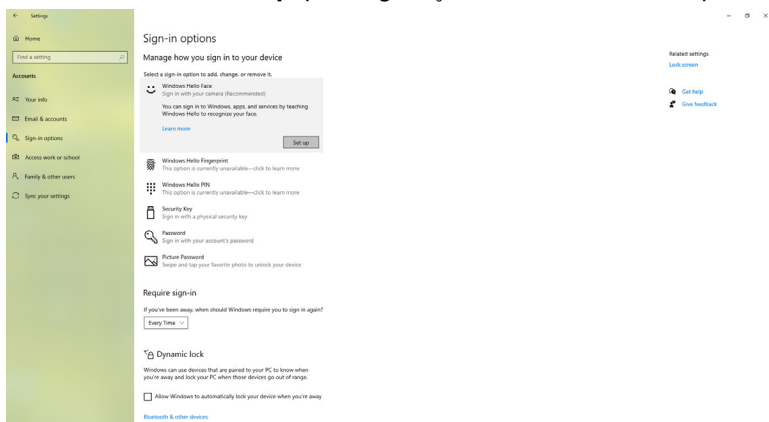 Settings
Home
Find a setting
Accounts
Your info
Email & accounts
Sign-in options
Access work or school
Family & other users
Sync your settings
Sign-in options
Manage how you sign in to your device
Select a sign-in option to add, change, or remove it.
Windows Hello Face
Sign in with your camera (Recommended)
You can sign in to Windows, apps, and services by teaching
Windows Hello to recognize your face.
Learn more
Set up
Windows Hello Fingerprint
This option is currently unavailable—click to learn more
Windows Hello PIN
This option is currently unavailable—click to learn more
Security Key
Sign in with a physical security key
Password
Sign in with your account's password
Picture Password
Swipe and tap your favorite photo to unlock your device
Require sign-in
If you've been away, when should Windows require you to sign in again?
Every Time
Dynamic lock
Windows can use devices that are paired to your PC to know when
you're away and lock your PC when those devices go out of range.
Allow Windows to automatically lock your device when you're away
Bluetooth & other devices
Related settings
Lock screen
Get help
Give feedback